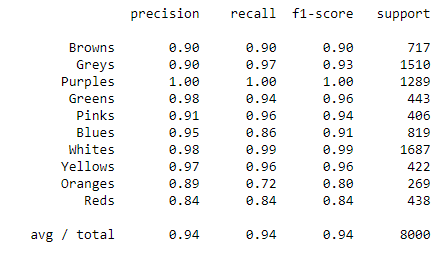 precision recall f1-score support
Browns 0.90 0.90 0.90 717
Greys 0.90 0.97 0.93 1510
Purples 1.00 1.00 1.00 1289
Greens 0.98 0.94 0.96 443
Pinks 0.91 0.96 0.94 406
Blues 0.95 0.86 0.91 819
Whites 0.98 0.99 0.99 1687
Yellows 0.97 0.96 0.96 422
Oranges 0.89 0.72 0.80 269
Reds 0.84 0.84 0.84 438
avg / total 0.94 0.94 0.94 8000